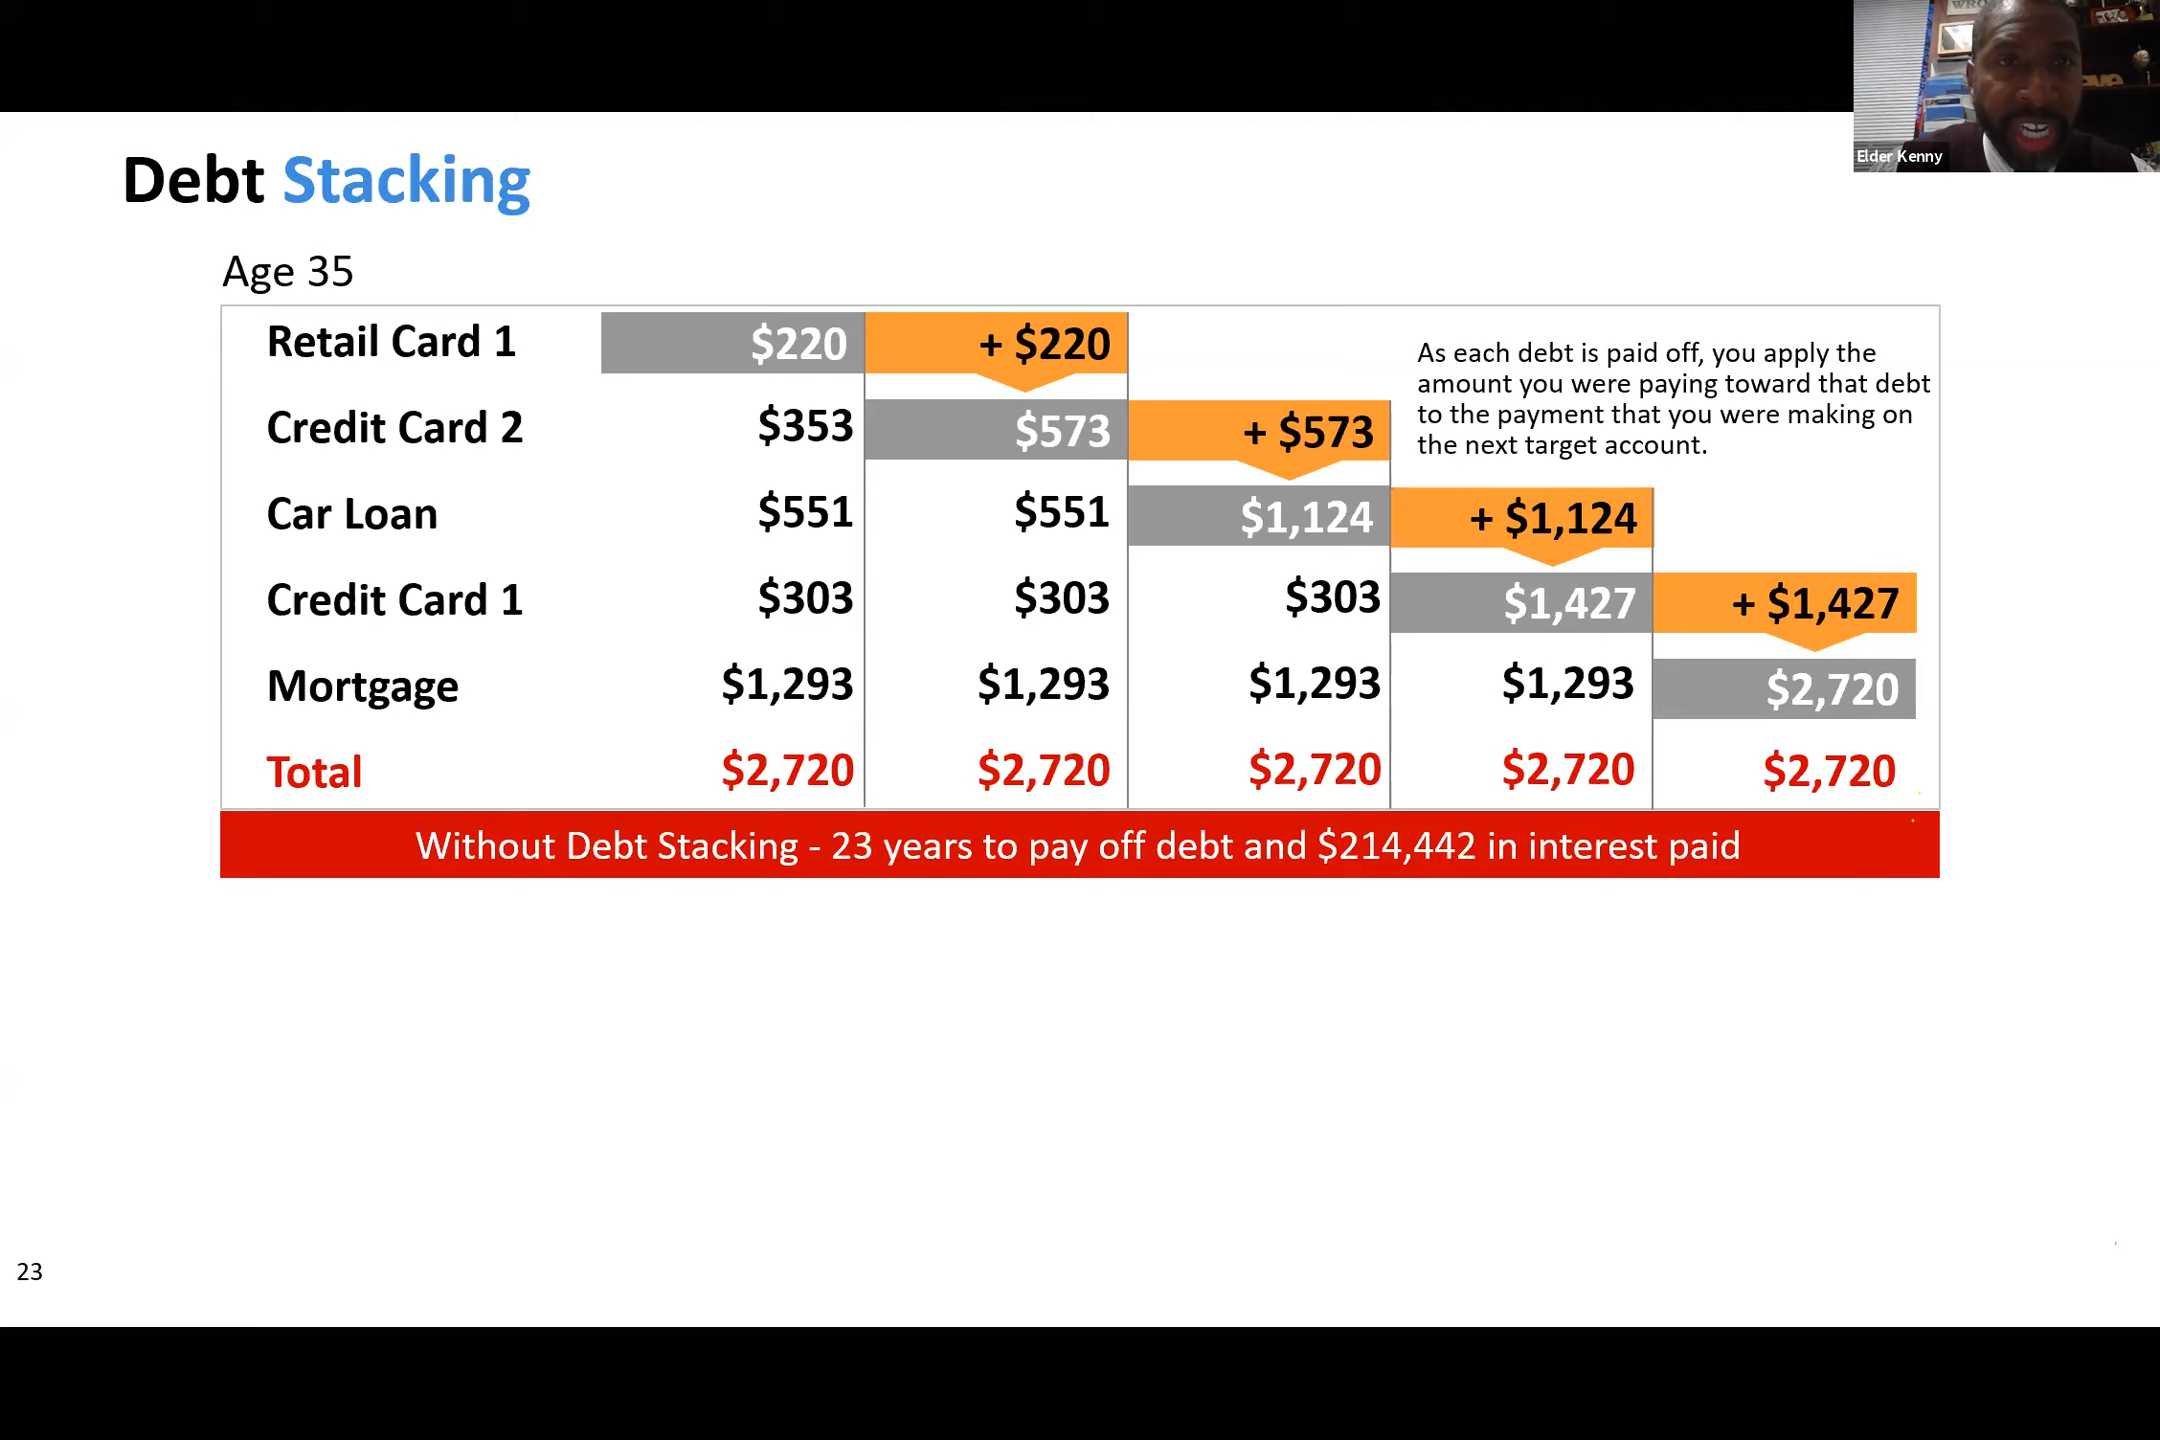 WRO
Elder Kenny
Debt Stacking
Age 35
Retail Card 1 $220 + $220
As each debt is paid off, you apply the
amount you were paying toward that debt
to the payment that you were making on
the next target account.
Credit Card 2 $353 $573 + $573
Car Loan $551 $551 $1,124 + $1,124
Credit Card 1 $303 $303 $303 $1,427 + $1,427
Mortgage $1,293 $1,293 $1,293 $1,293 $2,720
Total $2,720 $2,720 $2,720 $2,720 $2,720
Without Debt Stacking - 23 years to pay off debt and $214,442 in interest paid
23